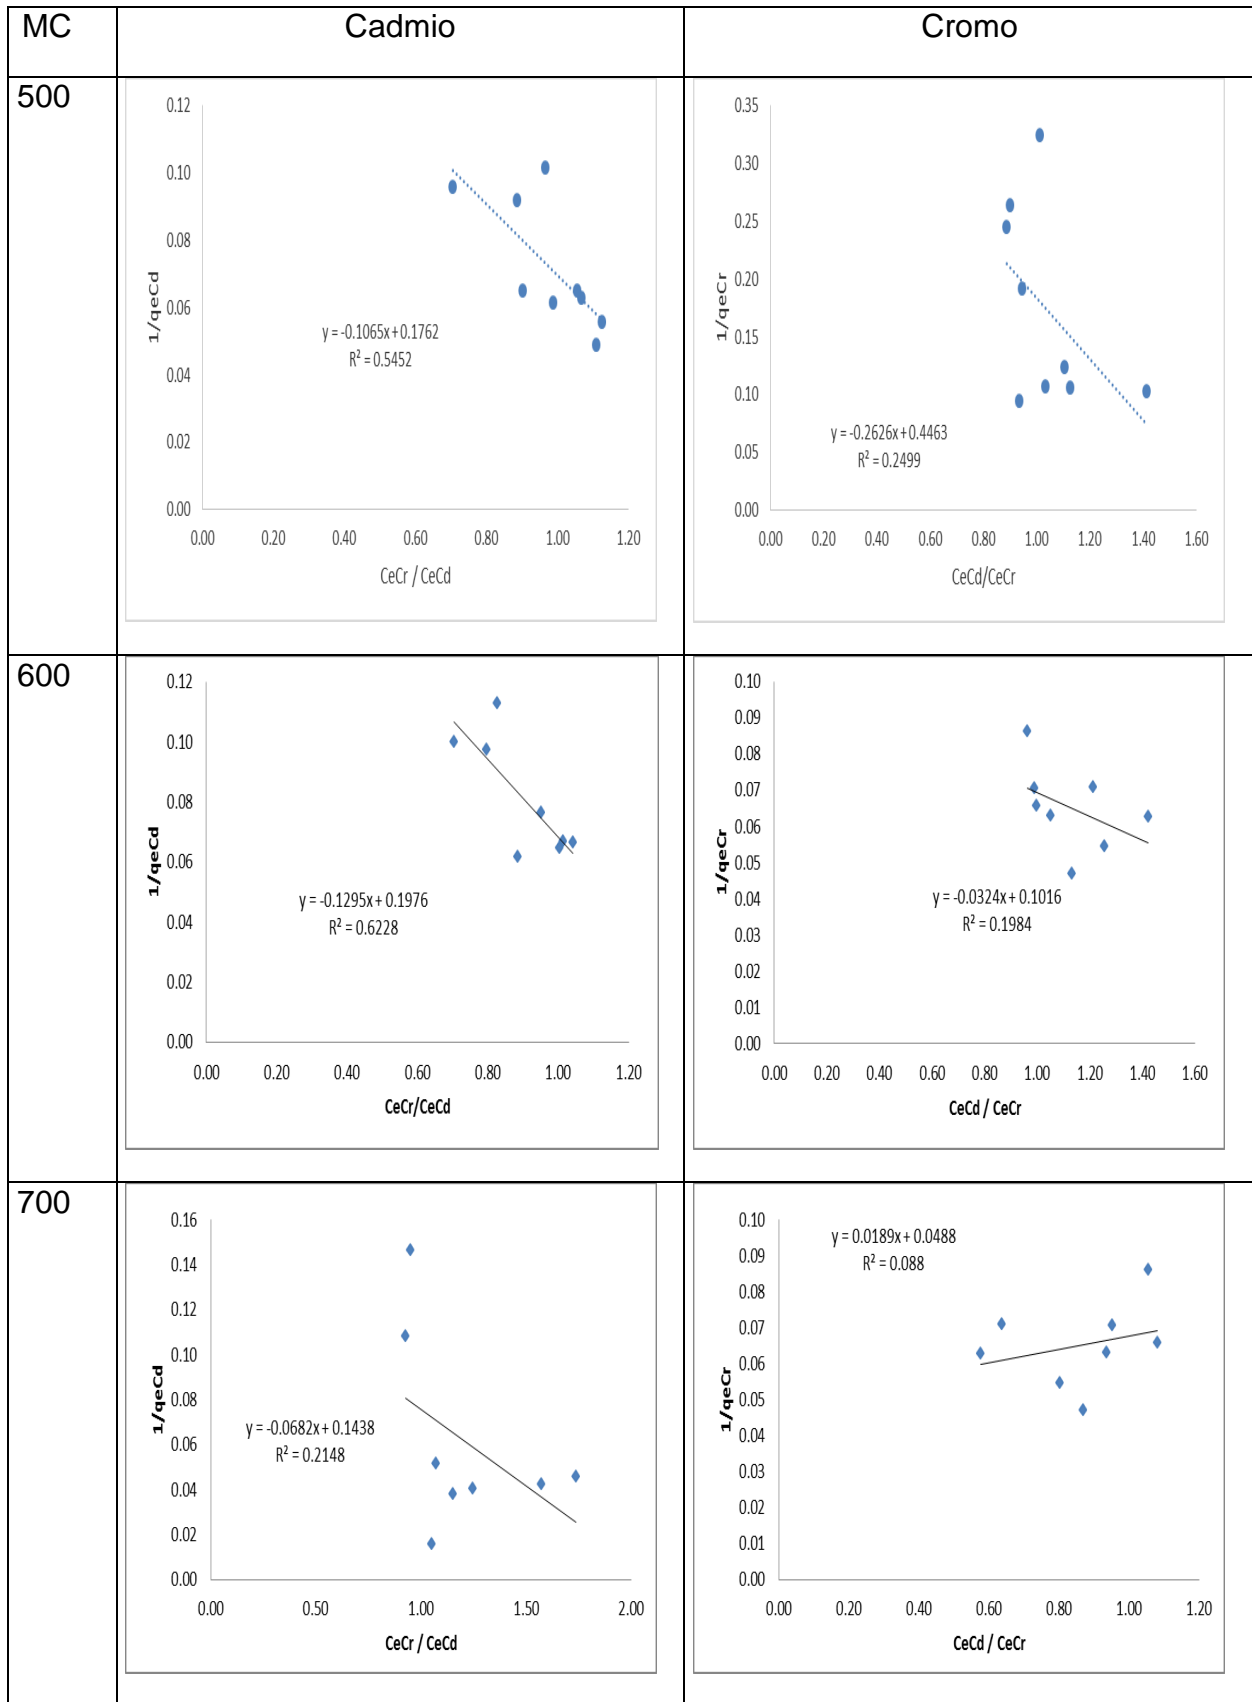 MC Cadmio Cromo
500
0.12
0.10
0.08
0.06
0.04
0.02
0.00
1/qeCd
y = -0.1065x + 0.1762
R² = 0.5452
0.00 0.20 0.40 0.60 0.80 1.00 1.20
CeCr / CeCd
0.35
0.30
0.25
0.20
0.15
0.10
0.05
0.00
1/qeCr
y = -0.2626x + 0.4463
R² = 0.2499
0.00 0.20 0.40 0.60 0.80 1.00 1.20 1.40 1.60
CeCd/CeCr
600
0.12
0.10
0.08
0.06
0.04
0.02
0.00
1/qeCd
y = -0.1295x + 0.1976
R² = 0.6228
0.00 0.20 0.40 0.60 0.80 1.00 1.20
CeCr/CeCd
0.10
0.09
0.08
0.07
0.06
0.05
0.04
0.03
0.02
0.01
0.00
1/qeCr
y = -0.0324x + 0.1016
R² = 0.1984
0.00 0.20 0.40 0.60 0.80 1.00 1.20 1.40 1.60
CeCd / CeCr
700
0.16
0.14
0.12
0.10
0.08
0.06
0.04
0.02
0.00
1/qeCd
y = -0.0682x + 0.1438
R² = 0.2148
0.00 0.50 1.00 1.50 2.00
CeCr / CeCd
0.10
0.09
0.08
0.07
0.06
0.05
0.04
0.03
0.02
0.01
0.00
1/qeCr
y = 0.0189x + 0.0488
R² = 0.088
0.00 0.20 0.40 0.60 0.80 1.00 1.20
CeCd / CeCr